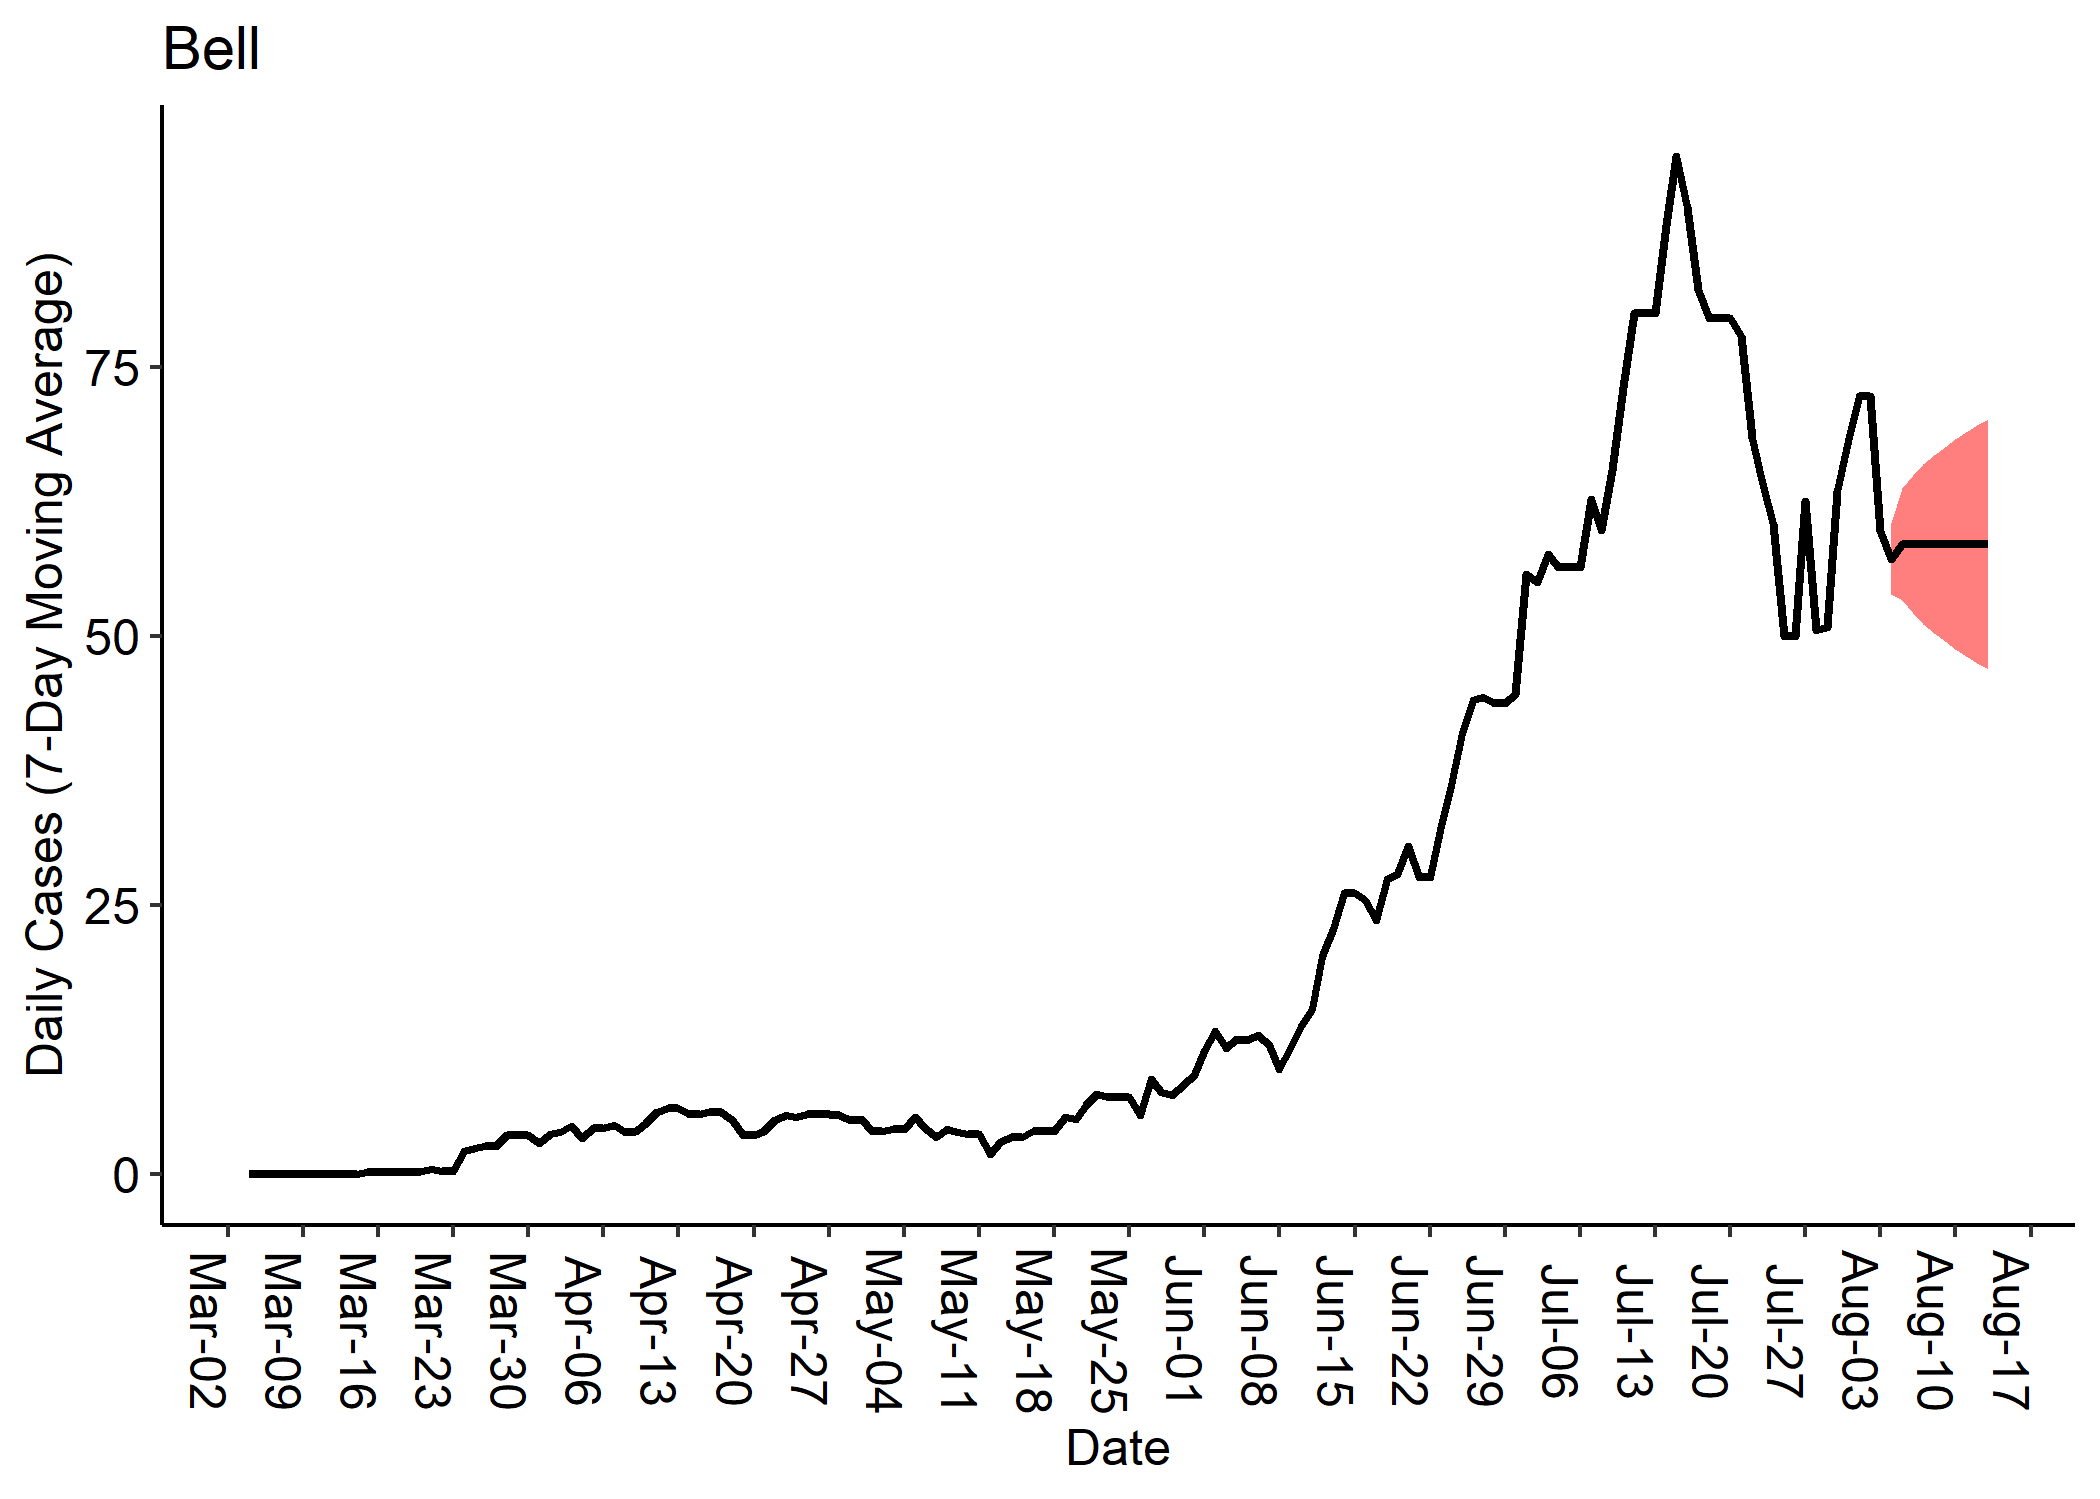 Bell
Daily Cases (7-Day Moving Average)
75
50
25
0
Mar-02
Mar-09
Mar-16
Mar-23
Mar-30
Apr-06
Apr-13
Apr-20
Apr-27
May-04
May-11
May-18
May-25
Jun-01
Jun-08
Jun-15
Jun-22
Jun-29
Jul-06
Jul-13
Jul-20
Jul-27
Aug-03
Aug-10
Aug-17
Date